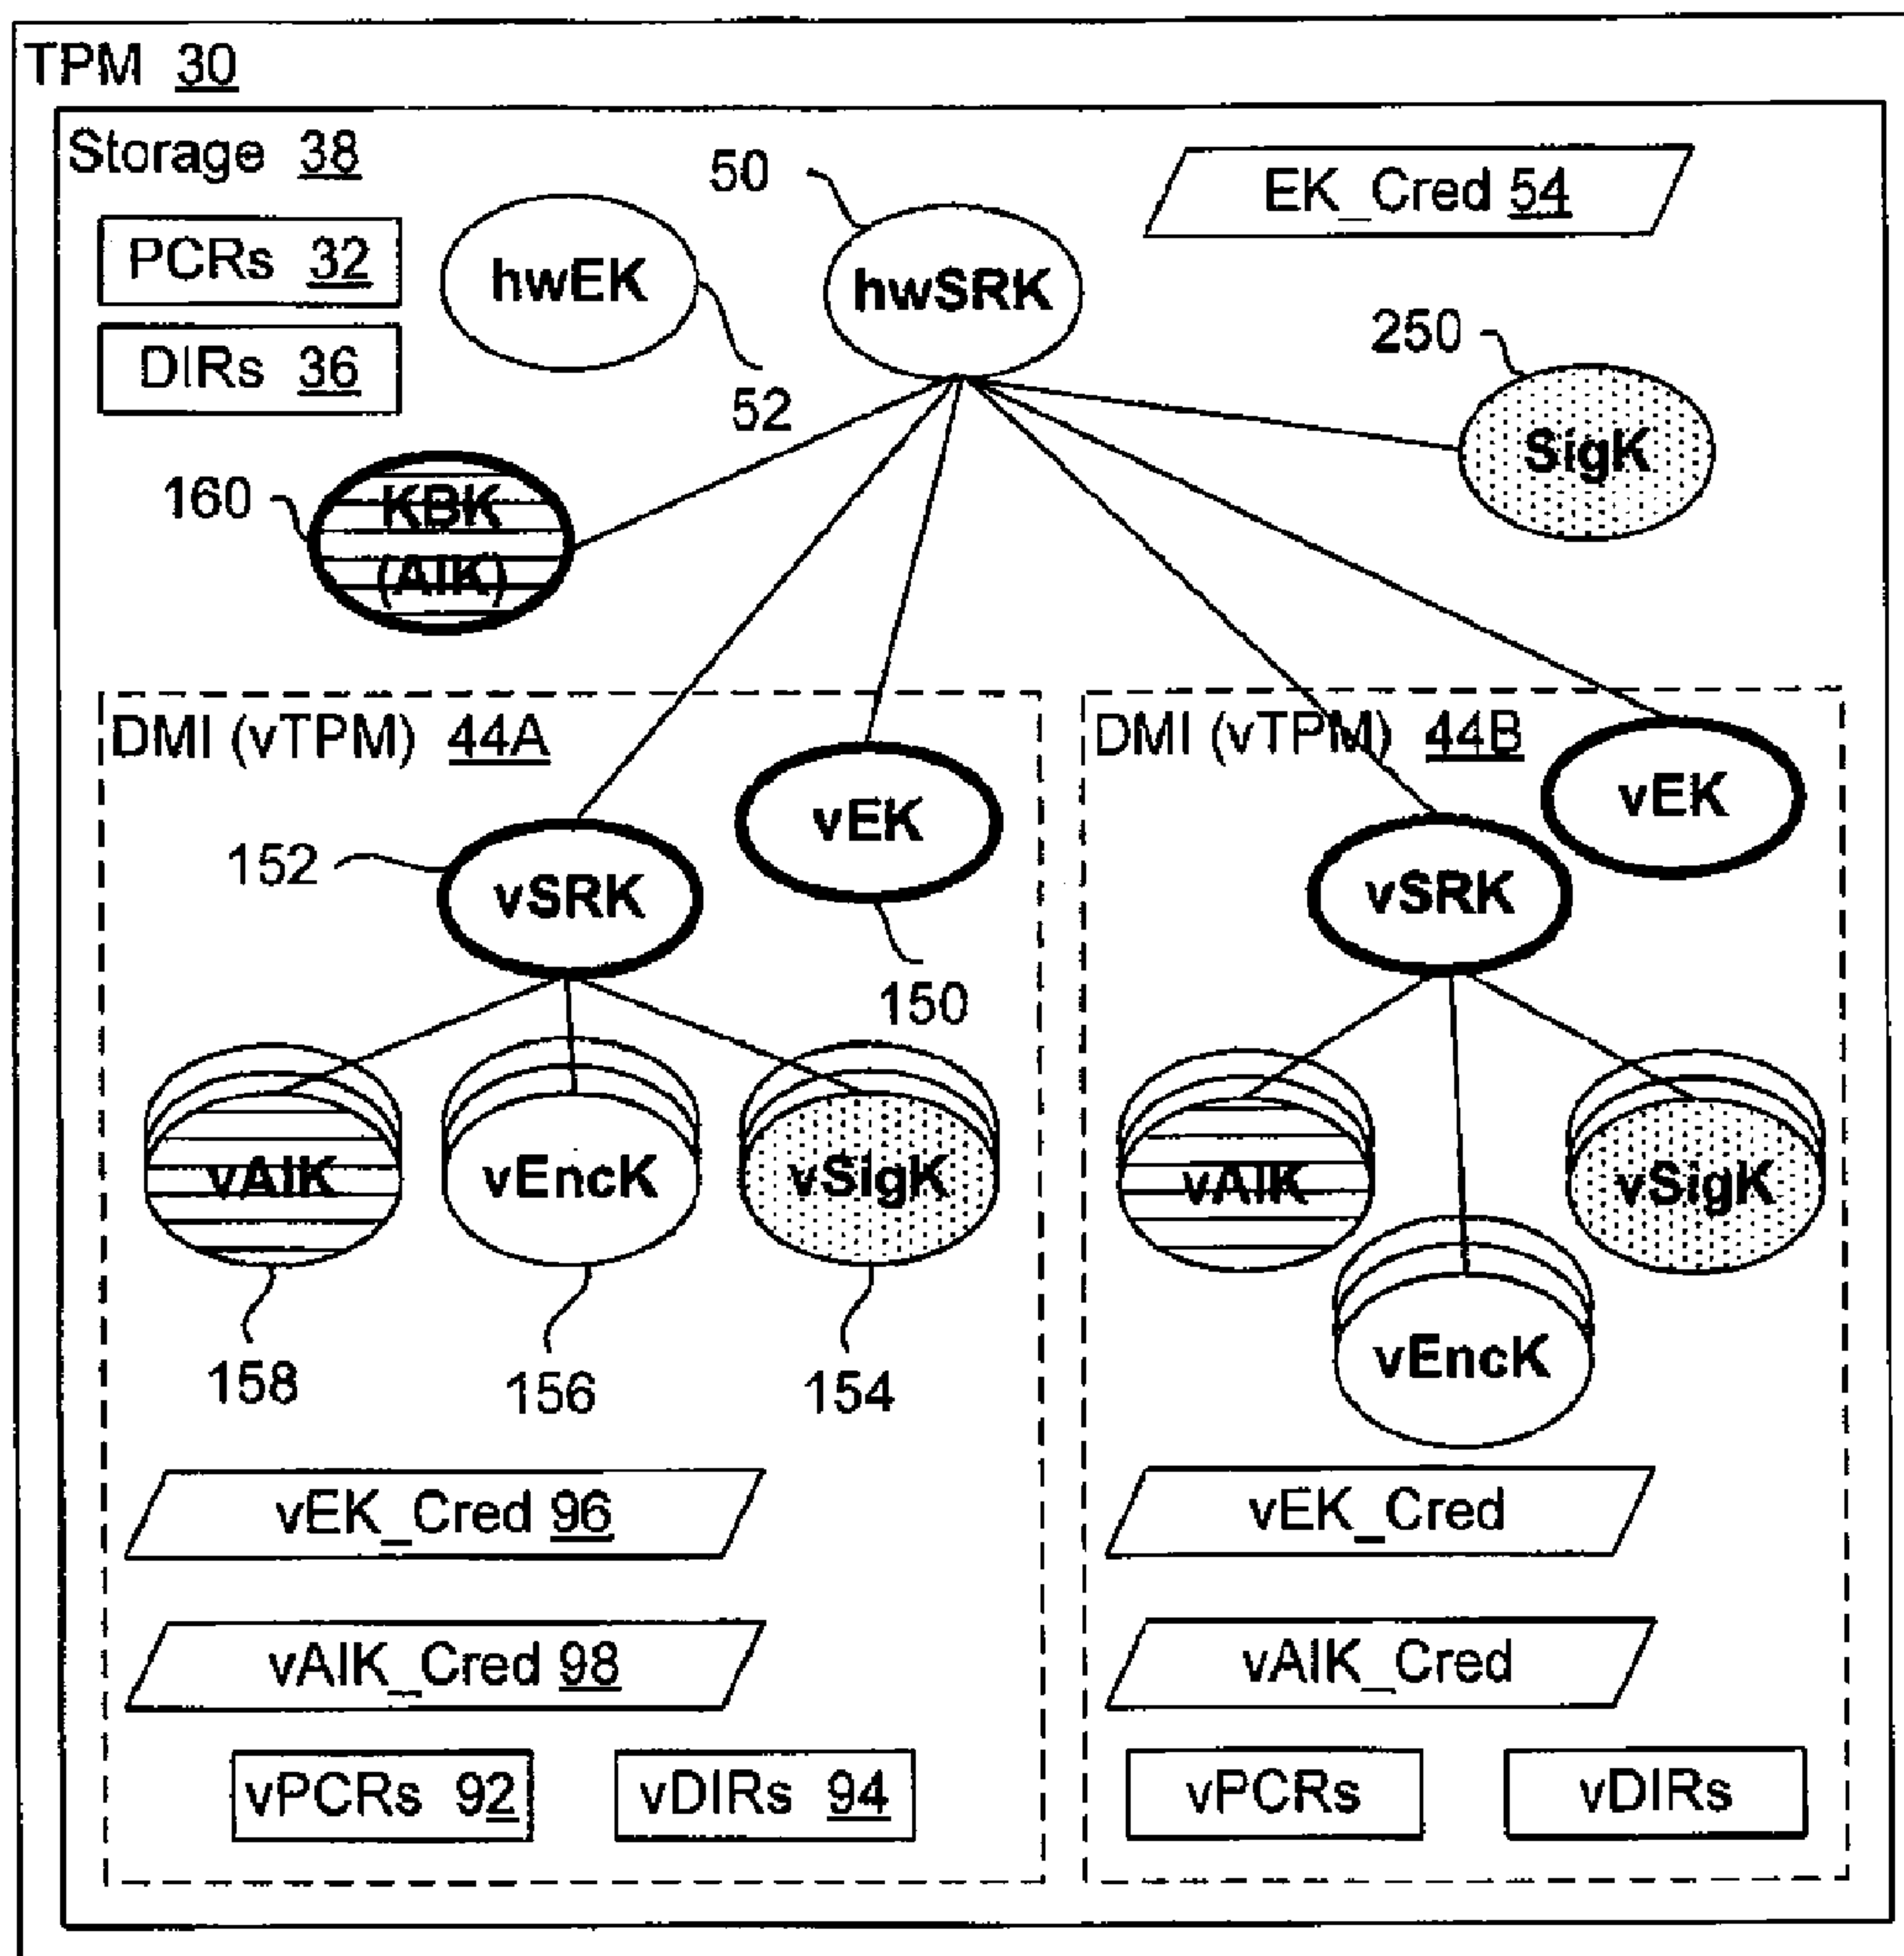 TPM 30
Storage 38
50
EK_Cred 54
PCRs 32
hwEK
hwSRK
DIRs 36
52
250
SigK
160
KBK
(AIK)
DMI (vTPM) 44A
DMI (vTPM) 44B
vEK
vEK
152
vSRK
vSRK
150
vAIK
vEncK
vSigK
vAIK
vSigK
vEncK
158
156
154
vEK_Cred 96
vEK_Cred
vAIK_Cred 98
vAIK_Cred
vPCRs 92
vDIRs 94
vPCRs
vDIRs